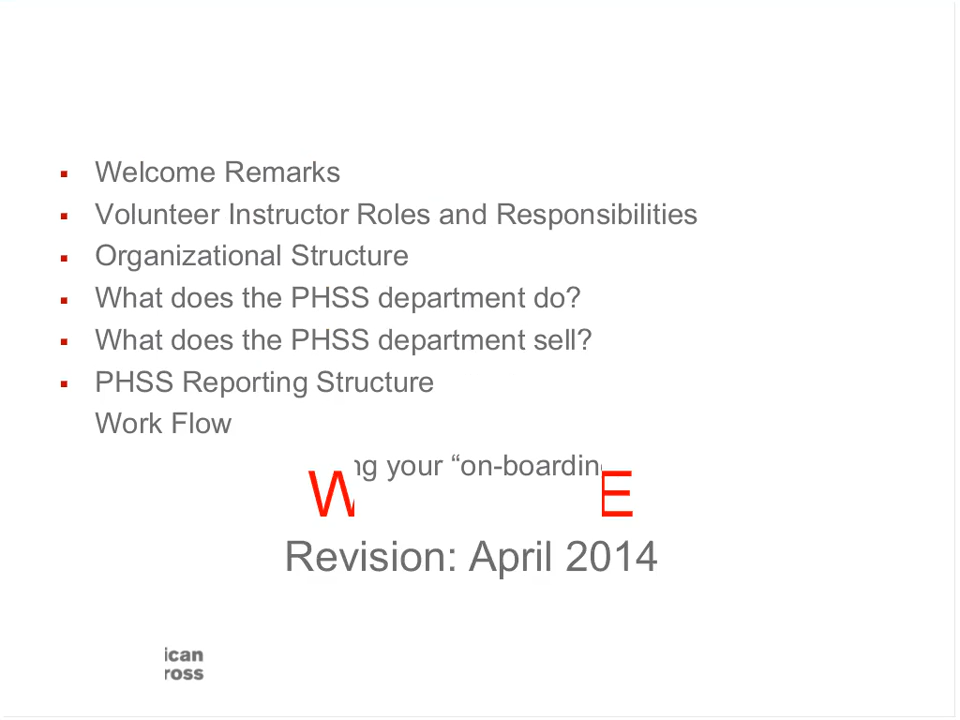 Welcome Remarks
Volunteer Instructor Roles and Responsibilities
Organizational Structure
What does the PHSS department do?
What does the PHSS department sell?
PHSS Reporting Structure
Work Flow
your “on-boarding
W E
Revision: April 2014
ican
ross